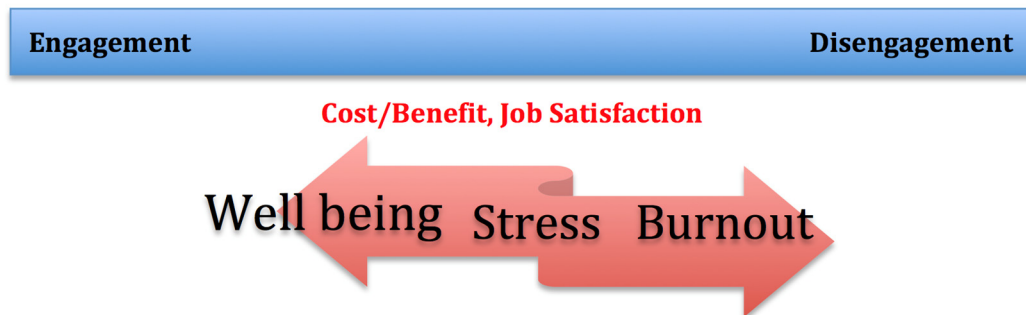 Engagement Disengagement
Cost/Benefit, Job Satisfaction
Well being Stress Burnout